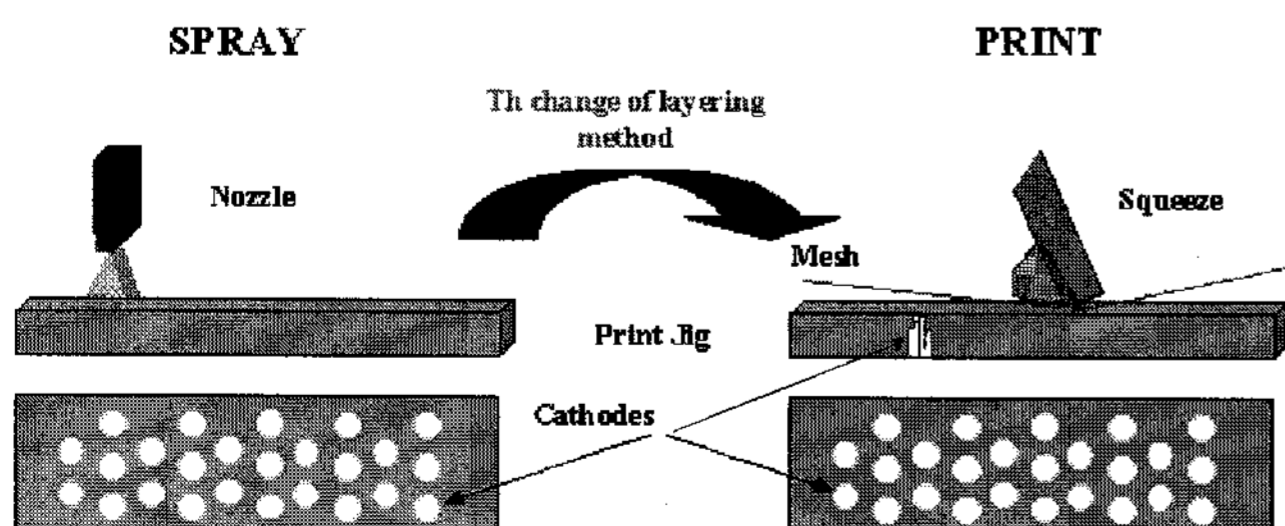 SPRAY
PRINT
Th change of layering
method
Nozzle
Squeeze
Mesh
Print Jig
Cathodes